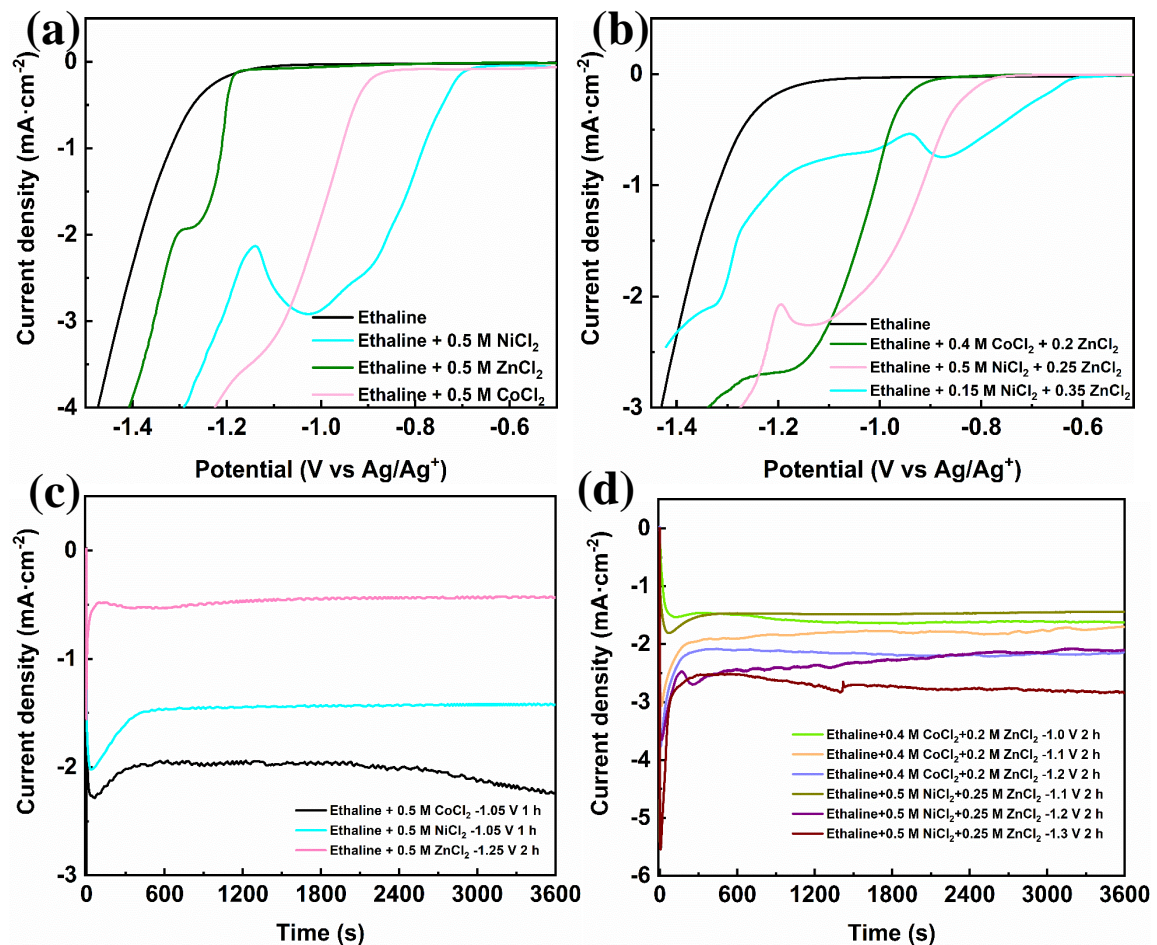 (a)
Current density (mA·cm⁻²)
0
-1
-2
-3
-4
Ethaline
Ethaline + 0.5 M NiCl₂
Ethaline + 0.5 M ZnCl₂
Ethaline + 0.5 M CoCl₂
-1.4 -1.2 -1.0 -0.8 -0.6
Potential (V vs Ag/Ag⁺)
(b)
Current density (mA·cm⁻²)
0
-1
-2
-3
Ethaline
Ethaline + 0.4 M CoCl₂ + 0.2 ZnCl₂
Ethaline + 0.5 M NiCl₂ + 0.25 ZnCl₂
Ethaline + 0.15 M NiCl₂ + 0.35 ZnCl₂
-1.4 -1.2 -1.0 -0.8 -0.6
Potential (V vs Ag/Ag⁺)
(c)
Current density (mA·cm⁻²)
0
-1
-2
-3
Ethaline + 0.5 M CoCl₂ -1.05 V 1 h
Ethaline + 0.5 M NiCl₂ -1.05 V 1 h
Ethaline + 0.5 M ZnCl₂ -1.25 V 2 h
0 600 1200 1800 2400 3000 3600
Time (s)
(d)
Current density (mA·cm⁻²)
0
-1
-2
-3
-4
-5
-6
Ethaline+0.4 M CoCl₂+0.2 M ZnCl₂ -1.0 V 2 h
Ethaline+0.4 M CoCl₂+0.2 M ZnCl₂ -1.1 V 2 h
Ethaline+0.4 M CoCl₂+0.2 M ZnCl₂ -1.2 V 2 h
Ethaline+0.5 M NiCl₂+0.25 M ZnCl₂ -1.1 V 2 h
Ethaline+0.5 M NiCl₂+0.25 M ZnCl₂ -1.2 V 2 h
Ethaline+0.5 M NiCl₂+0.25 M ZnCl₂ -1.3 V 2 h
0 600 1200 1800 2400 3000 3600
Time (s)